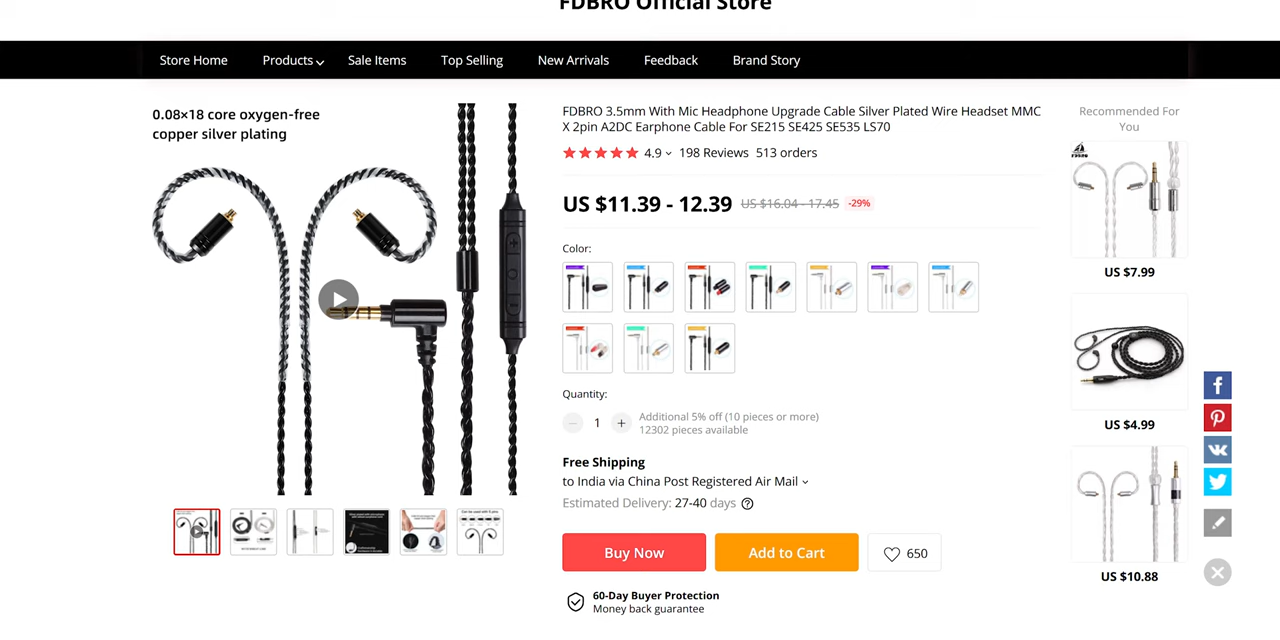 FDBRO Official Store
Store Home Products Sale Items Top Selling New Arrivals Feedback Brand Story
0.08×18 core oxygen-free
copper silver plating
FDBRO 3.5mm With Mic Headphone Upgrade Cable Silver Plated Wire Headset MMC
X 2pin A2DC Earphone Cable For SE215 SE425 SE535 LS70
4.9 198 Reviews 513 orders
US $11.39 - 12.39 US $16.04 - 17.45 -29%
Color:
Quantity:
1 + Additional 5% off (10 pieces or more)
12302 pieces available
Free Shipping
to India via China Post Registered Air Mail
Estimated Delivery: 27-40 days
Buy Now Add to Cart 650
60-Day Buyer Protection
Money back guarantee
Recommended For
You
FDBRO
US $7.99
US $4.99
US $10.88